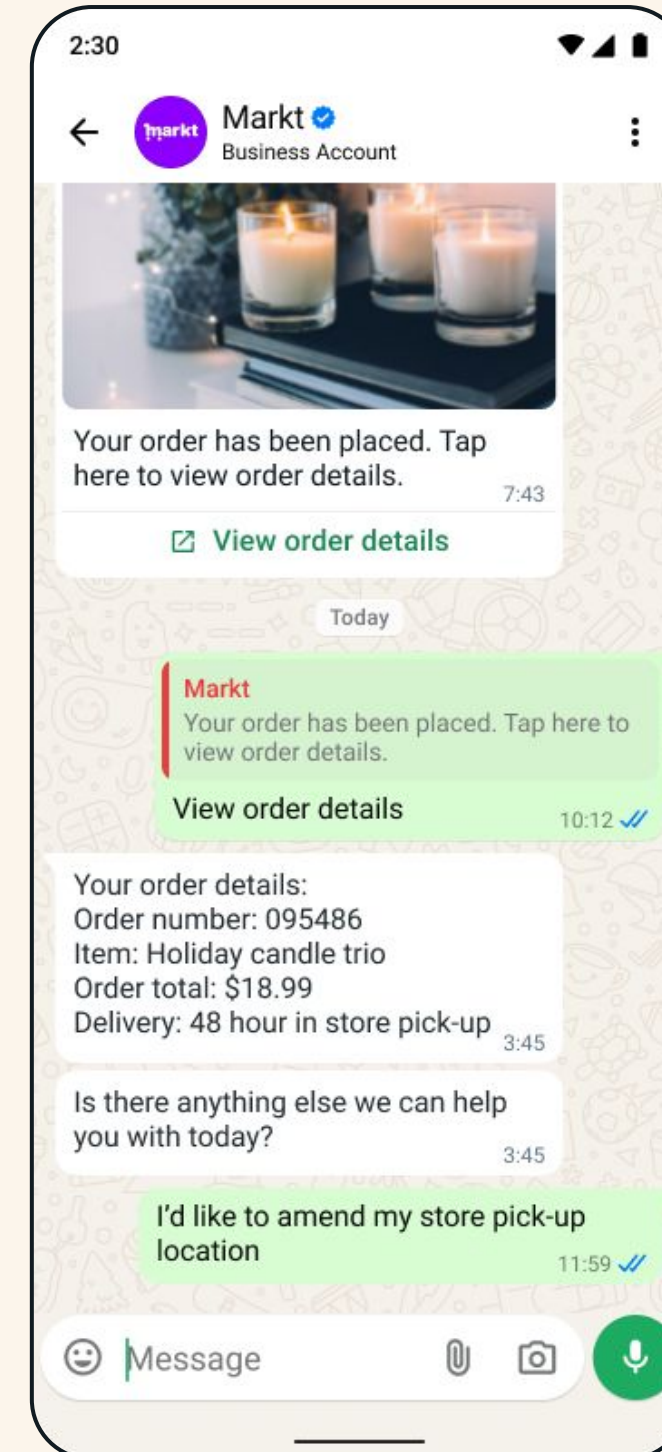 2:30
markt
Markt
Business Account
Your order has been placed. Tap
here to view order details.
7:43
View order details
Today
Markt
Your order has been placed. Tap here to
view order details.
View order details
10:12
Your order details:
Order number: 095486
Item: Holiday candle trio
Order total: $18.99
Delivery: 48 hour in store pick-up
3:45
Is there anything else we can help
you with today?
3:45
I’d like to amend my store pick-up
location
11:59
Message